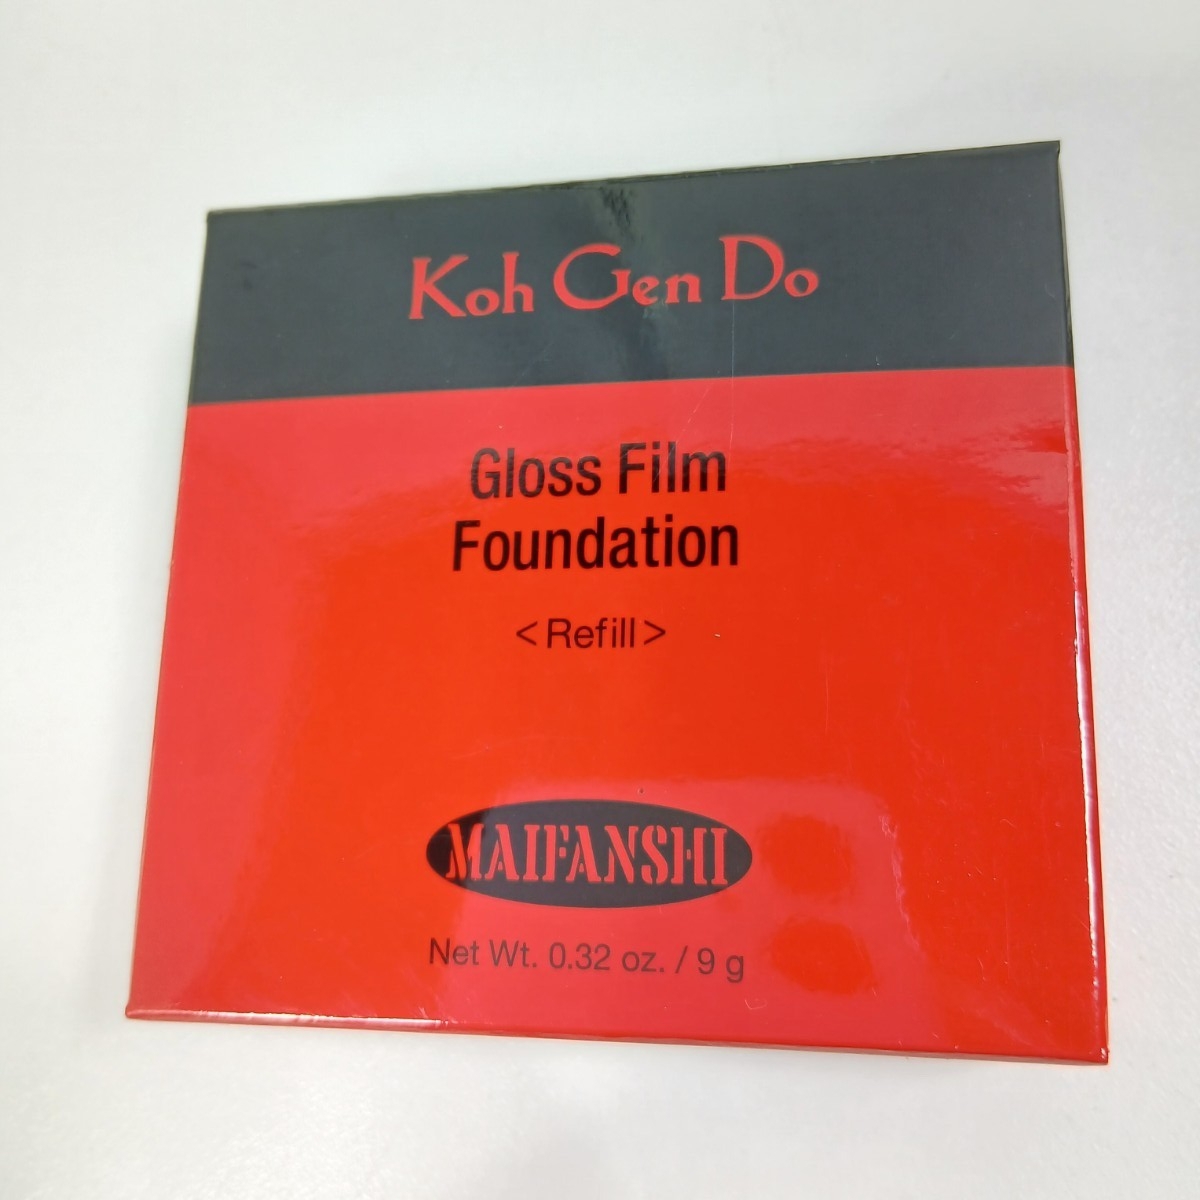 Koh Gen Do
Gloss Film
Foundation
<Refill>
MAIFANSHI
Net Wt. 0.32 oz. / 9 g